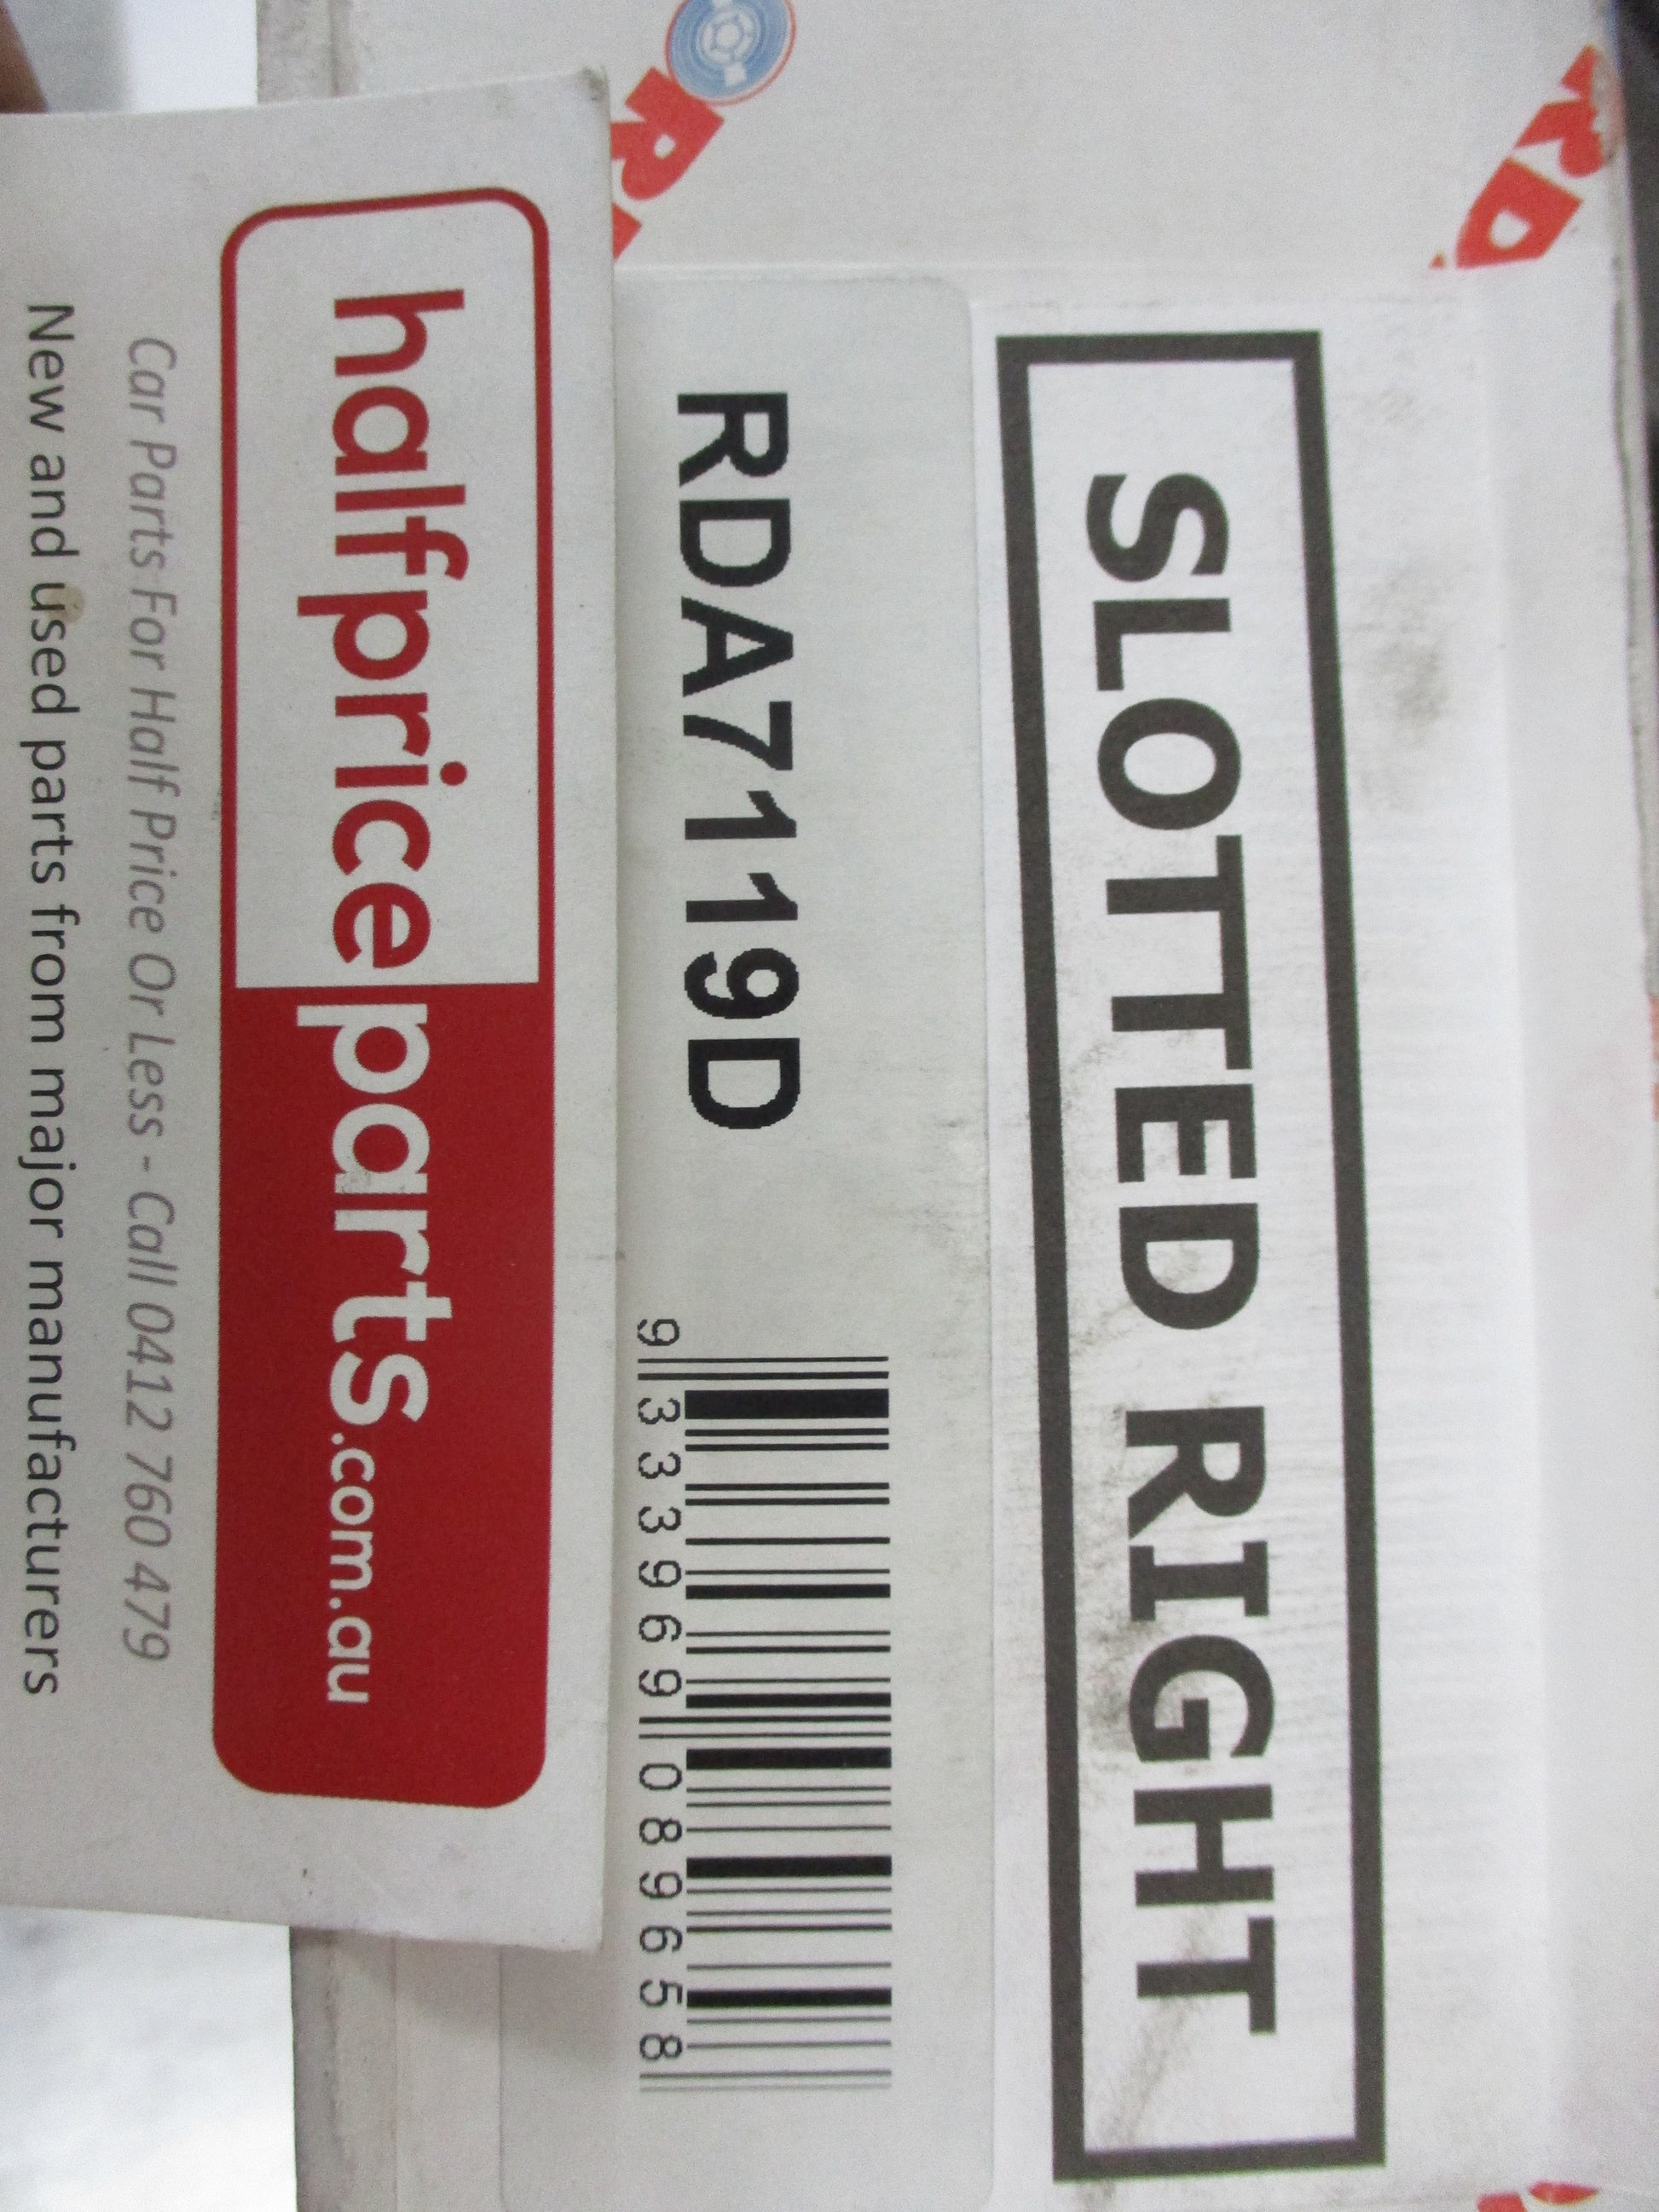 SLOTTED RIGHT
RDA7119D
9 333969 089658
halfpriceparts.com.au
Car Parts For Half Price Or Less - Call 0412 760 479
New and used parts from major manufacturers